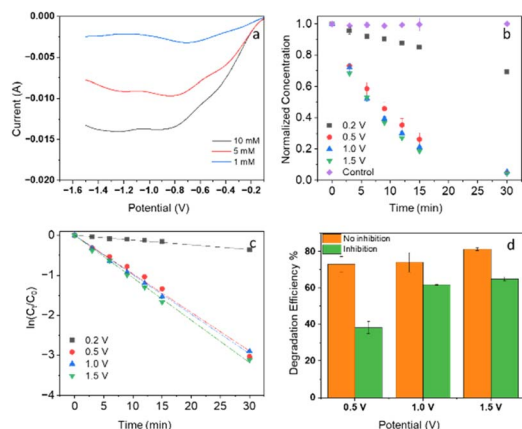 a
0.000
-0.005
-0.010
-0.015
-0.020
Current (A)
10 mM
5 mM
1 mM
-1.6 -1.4 -1.2 -1.0 -0.8 -0.6 -0.4 -0.2
Potential (V)
b
1.0
0.8
0.6
0.4
0.2
0.0
Normalized Concentration
0.2 V
0.5 V
1.0 V
1.5 V
Control
0 5 10 15 20 25 30
Time (min)
c
0
-1
-2
-3
-4
ln(Ct/C0)
0.2 V
0.5 V
1.0 V
1.5 V
0 5 10 15 20 25 30
Time (min)
No inhibition
Inhibition
d
80
60
40
20
0
Degradation Efficiency %
0.5 V 1.0 V 1.5 V
Potential (V)